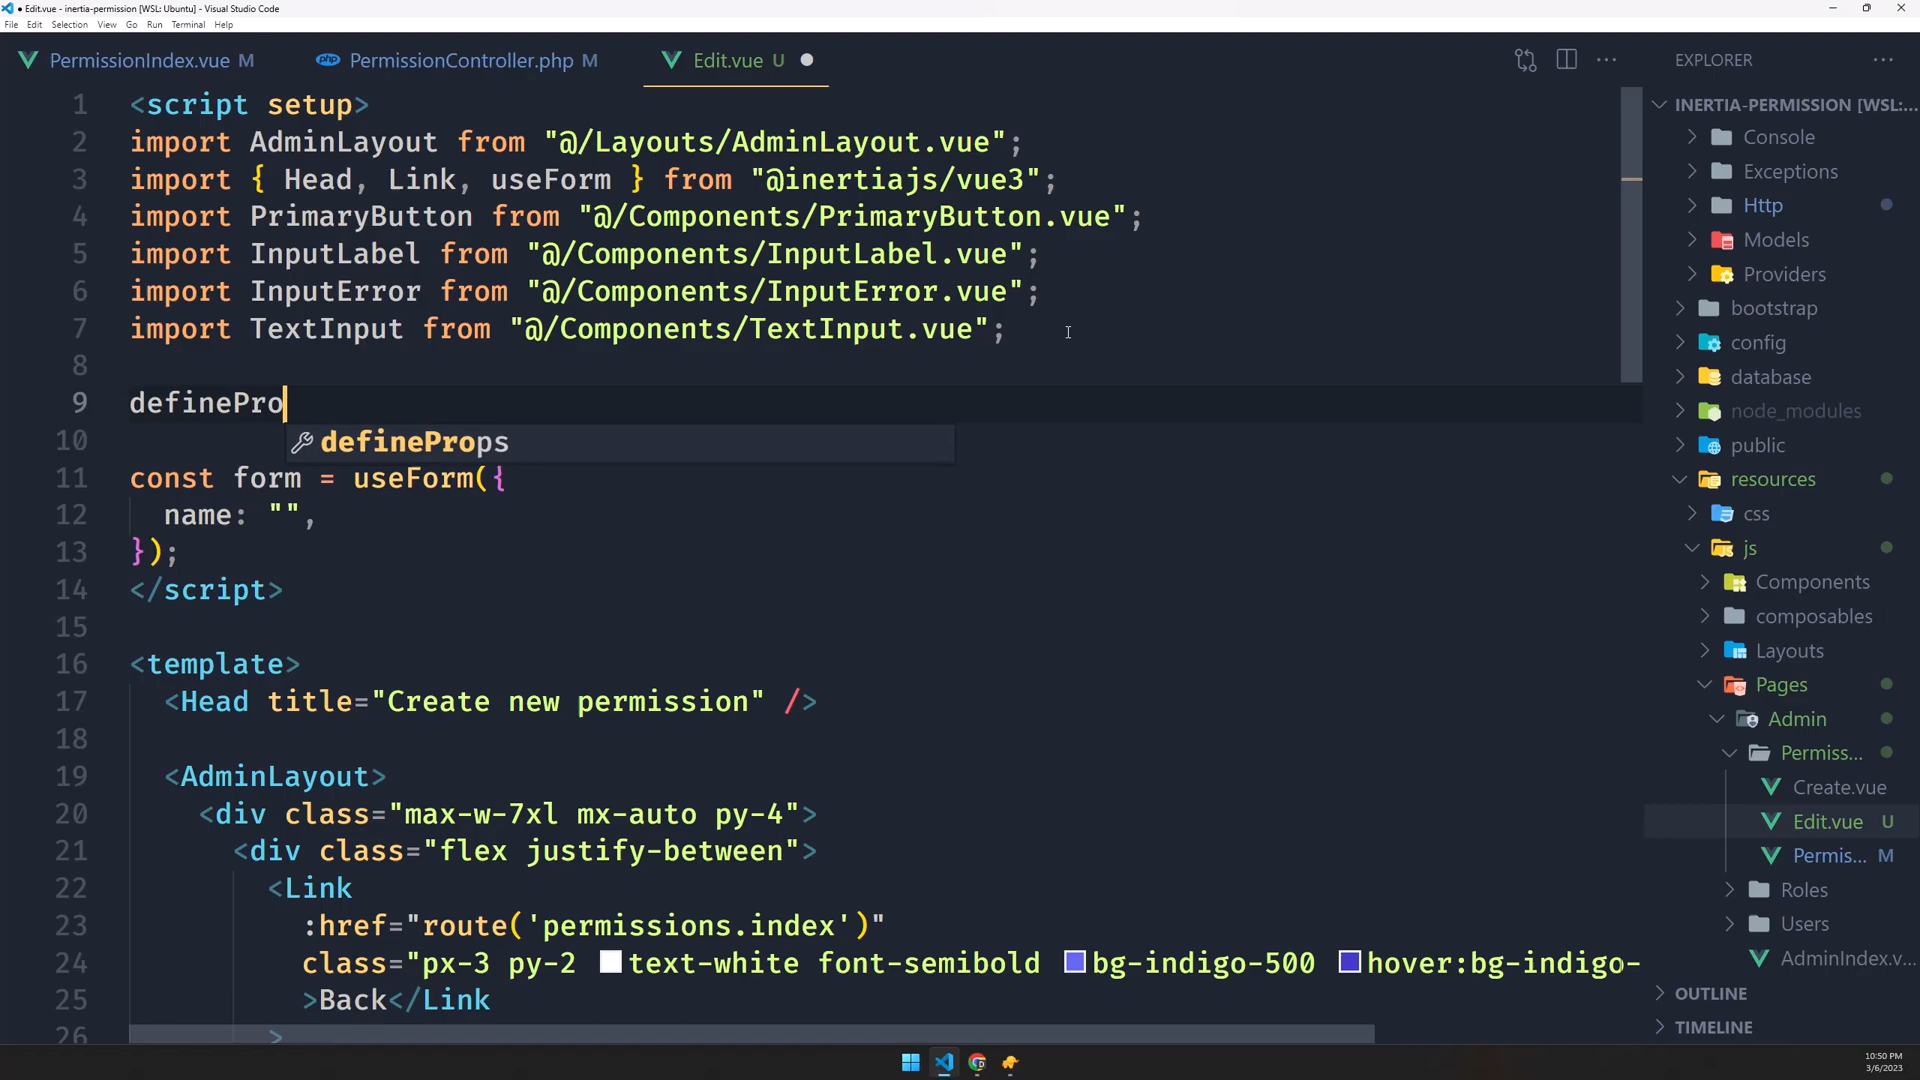 Edit.vue - inertia-permission [WSL: Ubuntu] - Visual Studio Code
File Edit Selection View Go Run Terminal Help
PermissionIndex.vue M
PermissionController.php M
Edit.vue U
1 <script setup>
2 import AdminLayout from "@/Layouts/AdminLayout.vue";
3 import { Head, Link, useForm } from "@inertiajs/vue3";
4 import PrimaryButton from "@/Components/PrimaryButton.vue";
5 import InputLabel from "@/Components/InputLabel.vue";
6 import InputError from "@/Components/InputError.vue";
7 import TextInput from "@/Components/TextInput.vue";
8
9 definePro
defineProps
10
11 const form = useForm({
12 name: "",
13 });
14 </script>
15
16 <template>
17 <Head title="Create new permission" />
18
19 <AdminLayout>
20 <div class="max-w-7xl mx-auto py-4">
21 <div class="flex justify-between">
22 <Link
23 :href="route('permissions.index')"
24 class="px-3 py-2 text-white font-semibold bg-indigo-500 hover:bg-indigo-
25 >Back</Link
26 >
EXPLORER
INERTIA-PERMISSION [WSL:...
Console
Exceptions
Http
Models
Providers
bootstrap
config
database
node_modules
public
resources
css
js
Components
composables
Layouts
Pages
Admin
Permiss...
Create.vue
Edit.vue U
Permis... M
Roles
Users
AdminIndex.v...
OUTLINE
TIMELINE
10:50 PM
3/6/2023